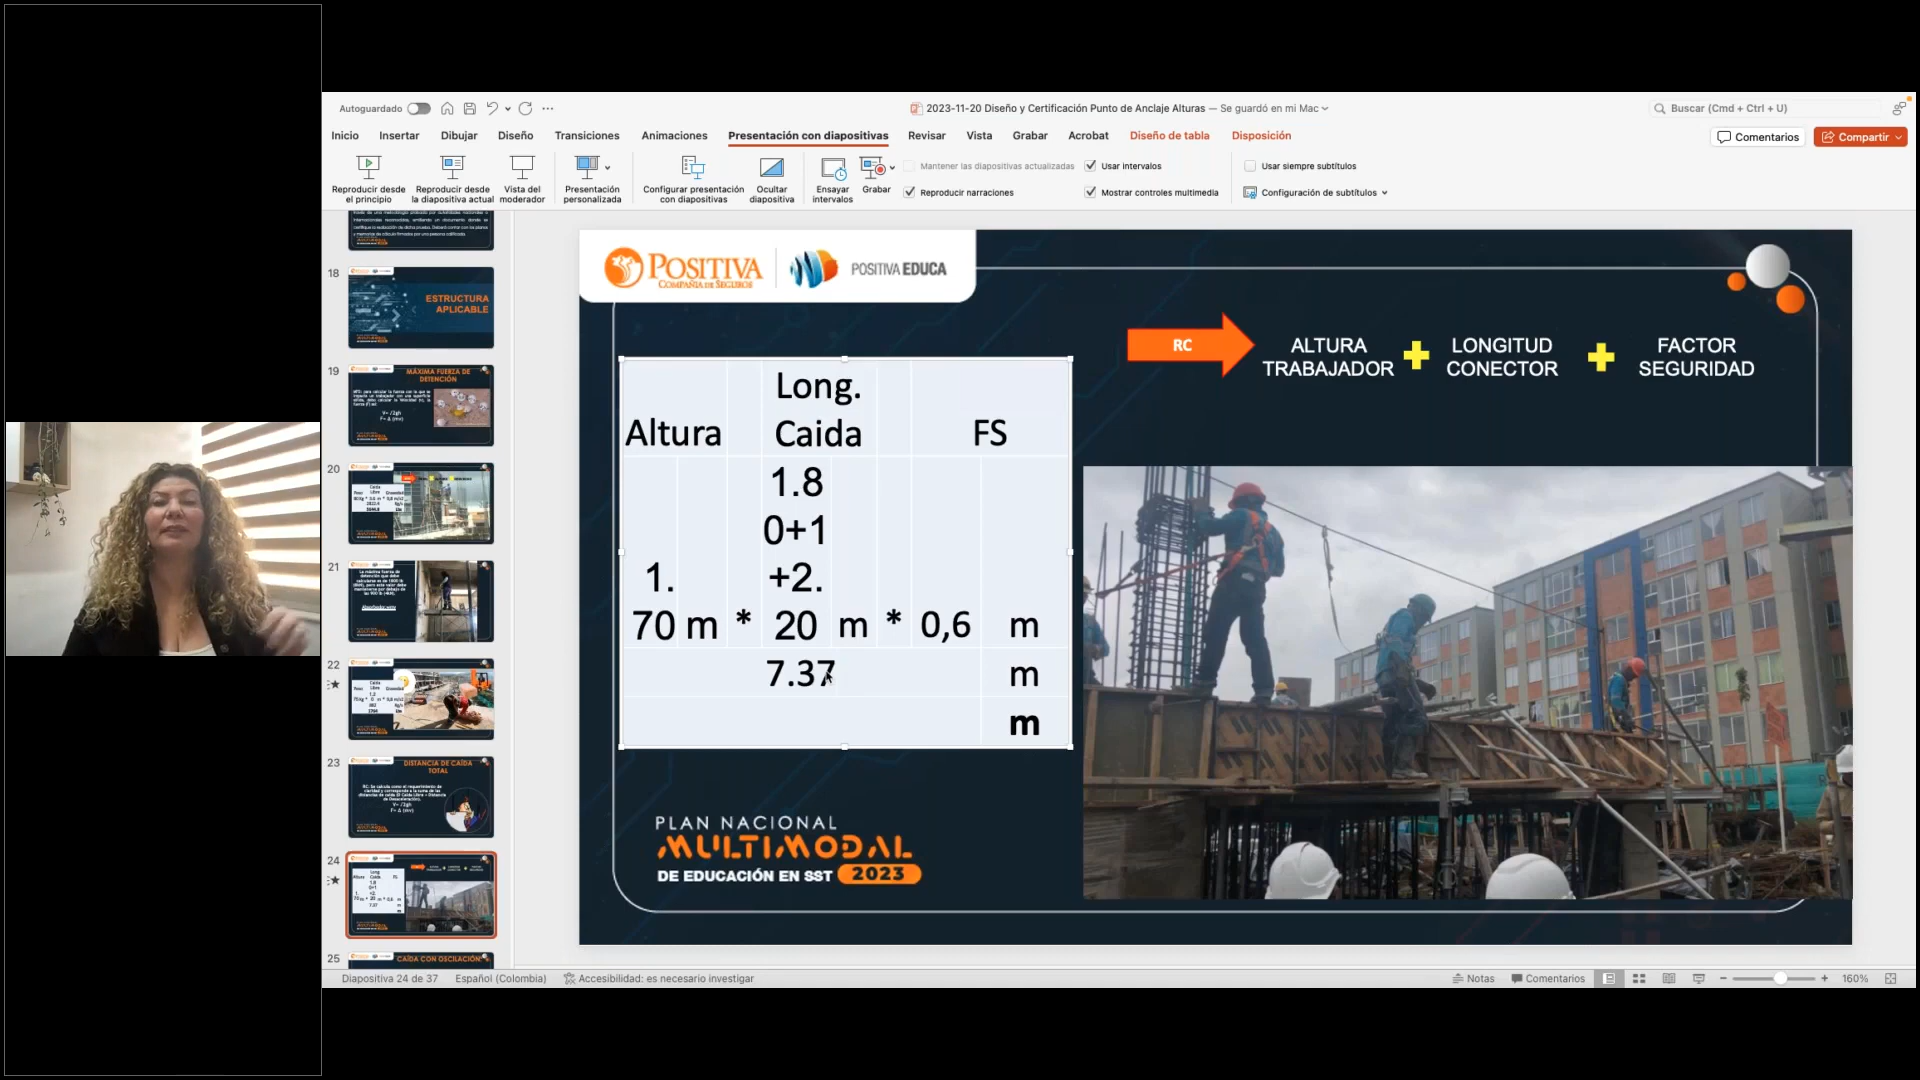 Autoguardado
2023-11-20 Diseño y Certificación Punto de Anclaje Alturas — Se guardó en mi Mac
Buscar (Cmd + Ctrl + U)
Inicio Insertar Dibujar Diseño Transiciones Animaciones Presentación con diapositivas Revisar Vista Grabar Acrobat Diseño de tabla Disposición
Comentarios Compartir
Reproducir desde el principio
Reproducir desde la diapositiva actual
Vista del moderador
Presentación personalizada
Configurar presentación con diapositivas
Ocultar diapositiva
Ensayar intervalos
Grabar
Mantener las diapositivas actualizadas
Usar intervalos
Usar siempre subtítulos
Reproducir narraciones
Mostrar controles multimedia
Configuración de subtítulos
18
ESTRUCTURA
APLICABLE
19
MÁXIMA FUERZA DE
DETENCIÓN
20
21
22
23
DISTANCIA DE CAÍDA
TOTAL
24
25
CAÍDA CON OSCILACIÓN
POSITIVA
COMPAÑÍA DE SEGUROS
POSITIVA EDUCA
RC
ALTURA
TRABAJADOR
+
LONGITUD
CONECTOR
+
FACTOR
SEGURIDAD
Long.
Altura Caida FS
1.8
0+1
1. +2.
70 m * 20 m * 0,6 m
7.37 m
m
PLAN NACIONAL
MULTIMODAL
DE EDUCACIÓN EN SST 2023
Diapositiva 24 de 37 Español (Colombia) Accesibilidad: es necesario investigar
Notas Comentarios 160%